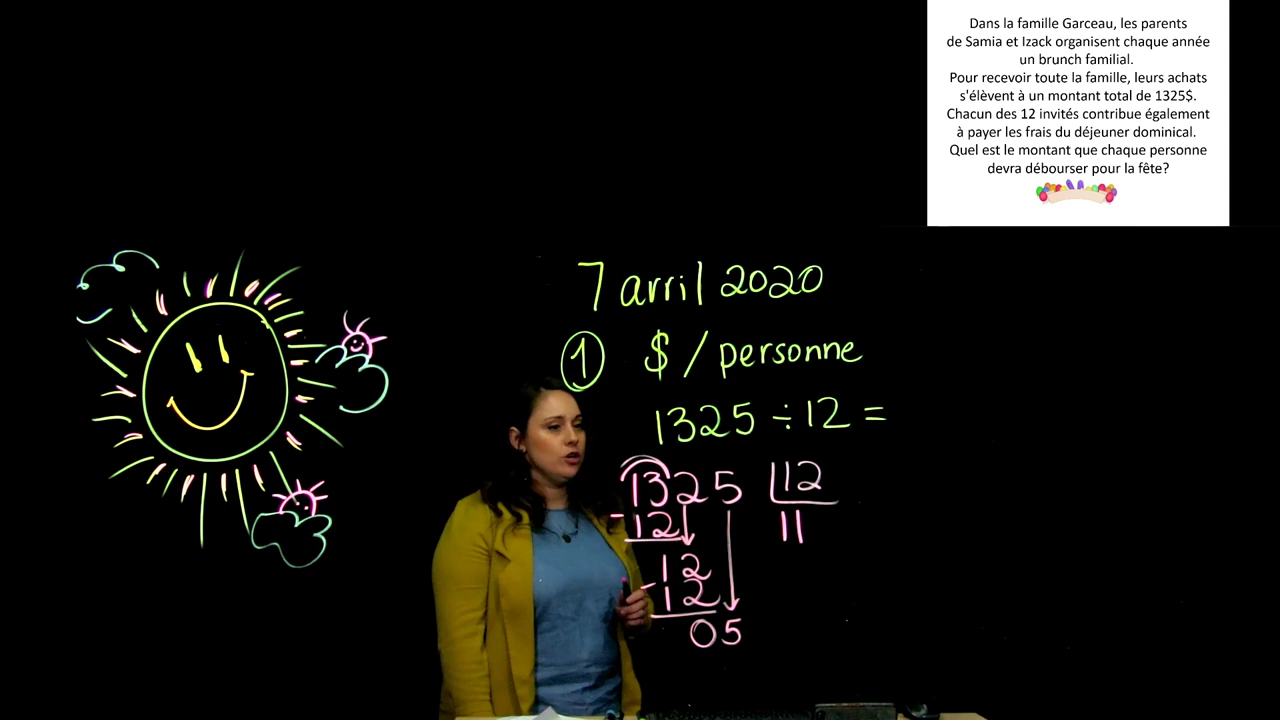 Dans la famille Garceau, les parents
de Samia et Izack organisent chaque année
un brunch familial.
Pour recevoir toute la famille, leurs achats
s'élèvent à un montant total de 1325$.
Chacun des 12 invités contribue également
à payer les frais du déjeuner dominical.
Quel est le montant que chaque personne
devra débourser pour la fête?
7 avril 2020
1 $ / personne
1325 ÷ 12 =
1325 12
- 12 11
12
- 12
05